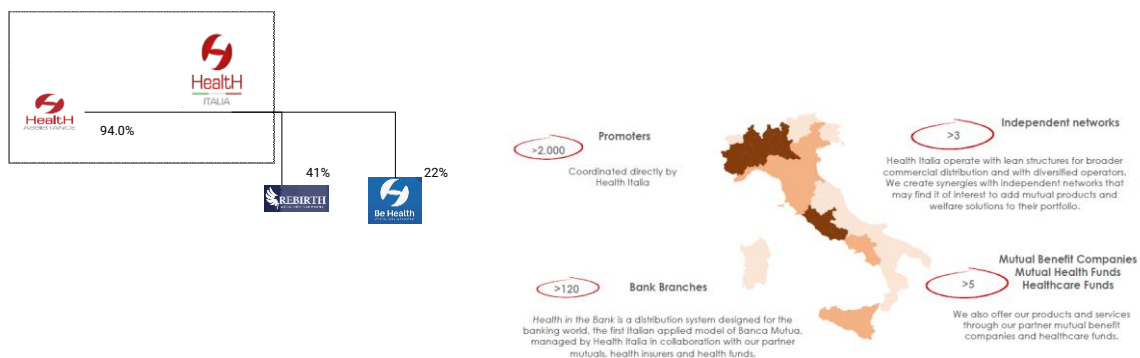 HealtH
ITALIA
HealtH
ASSISTANCE
94.0%
41%
22%
REBIRTH
Be Health
Promoters
>2.000
Coordinated directly by
Health Italia
Independent networks
>3
Health Italia operate with lean structures for broader
commercial distribution and with diversified operators.
We create synergies with independent networks that
may find it of interest to add mutual products and
welfare solutions to their portfolio.
Bank Branches
>120
Health in the Bank is a distribution system designed for the
banking world, the first Italian applied model of Banca Mutua,
managed by Health Italia in collaboration with our partner
mutuals, health insurers and health funds.
Mutual Benefit Companies
Mutual Health Funds
Healthcare Funds
>5
We also offer our products and services
through our partner mutual benefit
companies and healthcare funds.